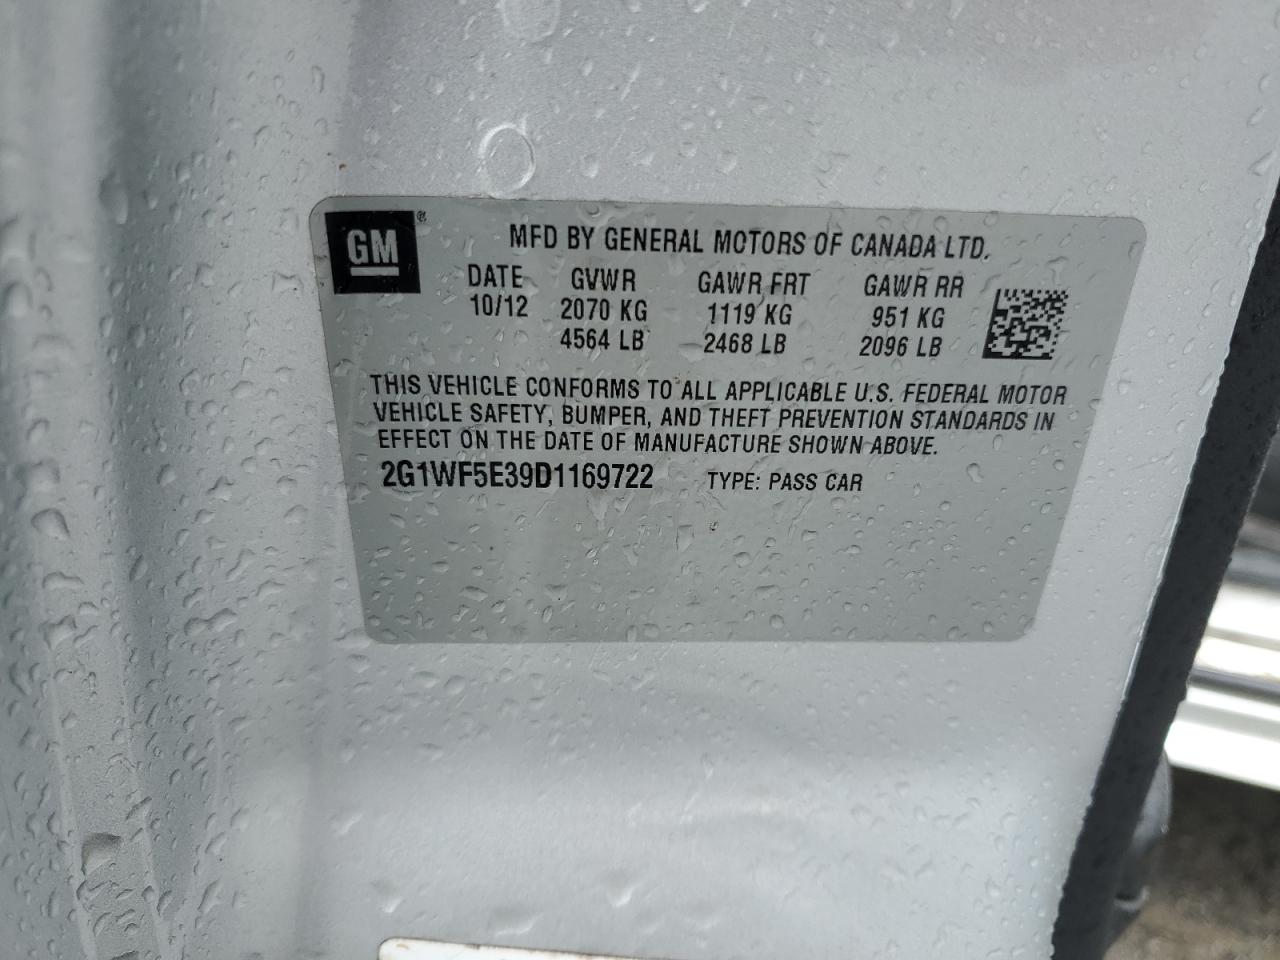 GM®
MFD BY GENERAL MOTORS OF CANADA LTD.
DATE GVWR GAWR FRT GAWR RR
10/12 2070 KG 1119 KG 951 KG
4564 LB 2468 LB 2096 LB
THIS VEHICLE CONFORMS TO ALL APPLICABLE U.S. FEDERAL MOTOR
VEHICLE SAFETY, BUMPER, AND THEFT PREVENTION STANDARDS IN
EFFECT ON THE DATE OF MANUFACTURE SHOWN ABOVE.
2G1WF5E39D1169722 TYPE: PASS CAR